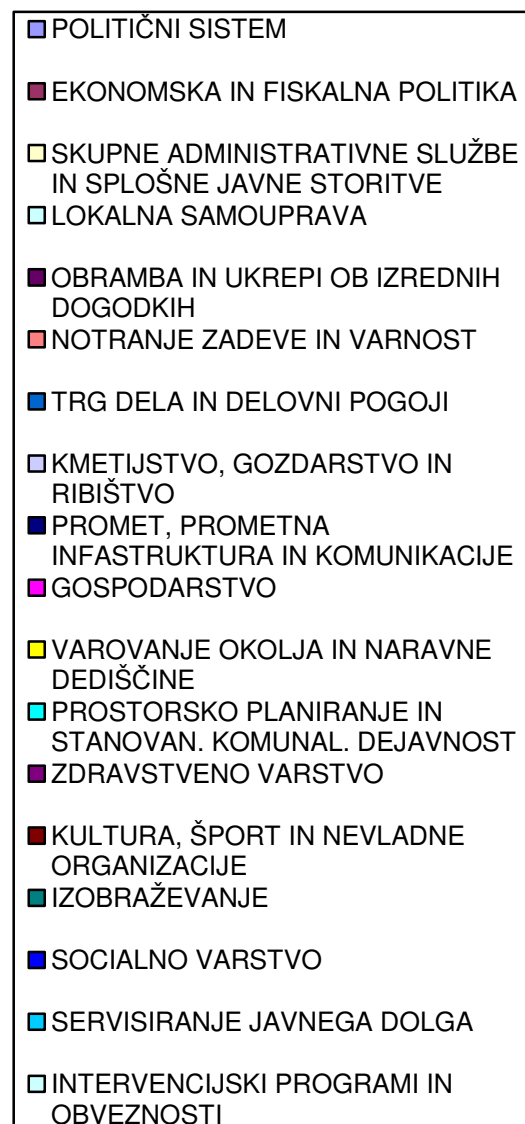 POLITIČNI SISTEM
EKONOMSKA IN FISKALNA POLITIKA
SKUPNE ADMINISTRATIVNE SLUŽBE
IN SPLOŠNE JAVNE STORITVE
LOKALNA SAMOUPRAVA
OBRAMBA IN UKREPI OB IZREDNIH
DOGODKIH
NOTRANJE ZADEVE IN VARNOST
TRG DELA IN DELOVNI POGOJI
KMETIJSTVO, GOZDARSTVO IN
RIBIŠTVO
PROMET, PROMETNA
INFASTRUKTURA IN KOMUNIKACIJE
GOSPODARSTVO
VAROVANJE OKOLJA IN NARAVNE
DEDIŠČINE
PROSTORSKO PLANIRANJE IN
STANOVAN. KOMUNAL. DEJAVNOST
ZDRAVSTVENO VARSTVO
KULTURA, ŠPORT IN NEVLADNE
ORGANIZACIJE
IZOBRAŽEVANJE
SOCIALNO VARSTVO
SERVISIRANJE JAVNEGA DOLGA
INTERVENCIJSKI PROGRAMI IN
OBVEZNOSTI